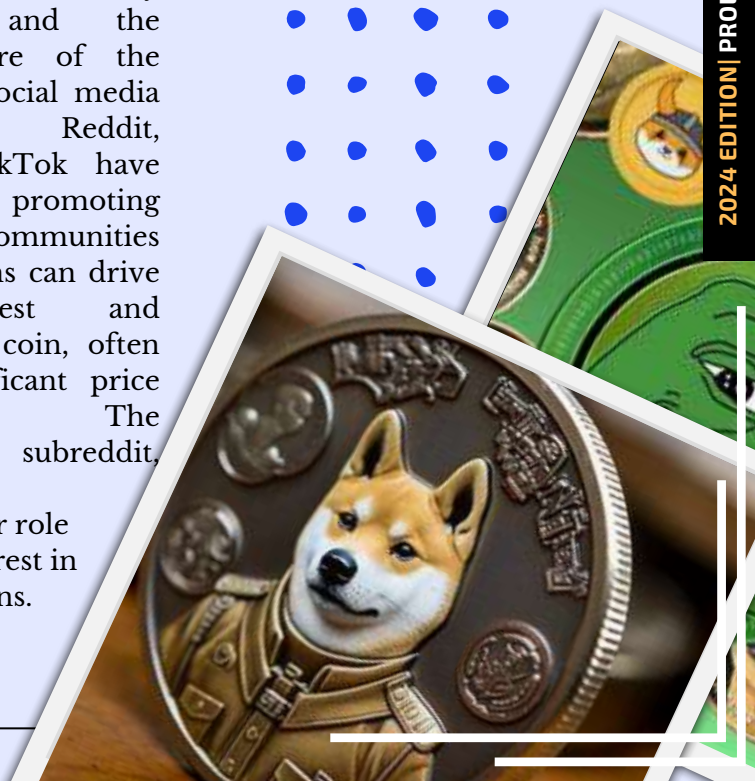 and the
re of the
ocial media
Reddit,
kTok have
promoting
ommunities
ns can drive
est and
coin, often
ficant price
The
subreddit,
r role
rest in
ns.
2024 EDITION| PROU